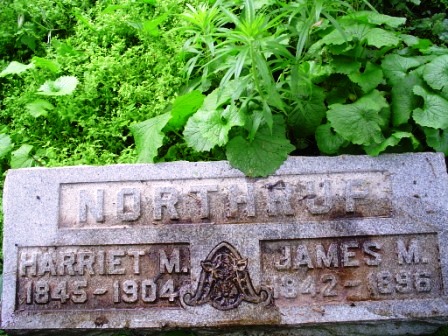 NORTHRUP
HARRIET M. JAMES M.
1845-1904 1842-1896